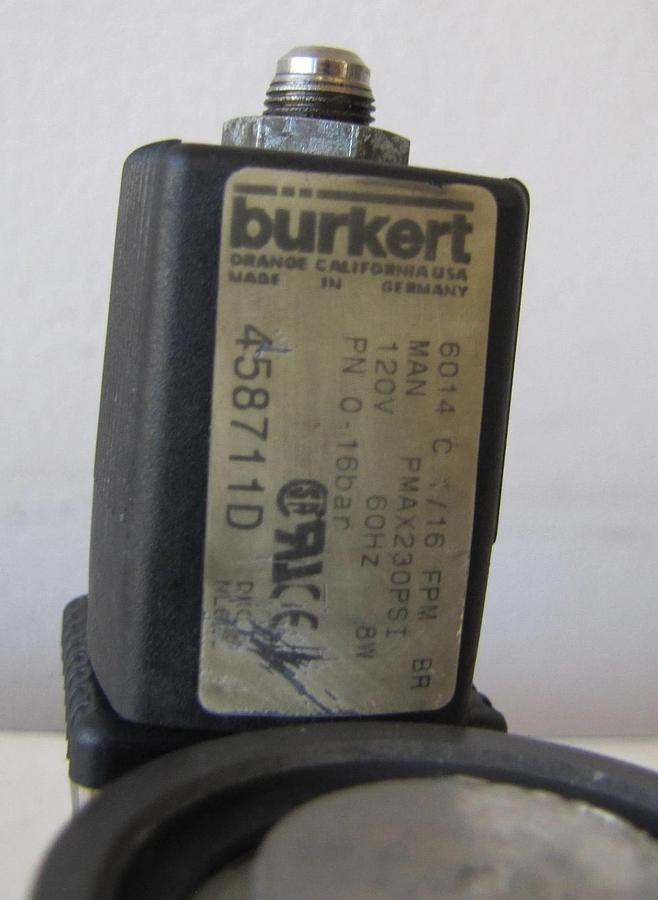 bürkert
ORANGE CALIFORNIA USA
MADE IN GERMANY
6014 C /16 FPM BR
MAN PMAX230PSI
120V 60Hz 8W
PN 0-16bar
458711D